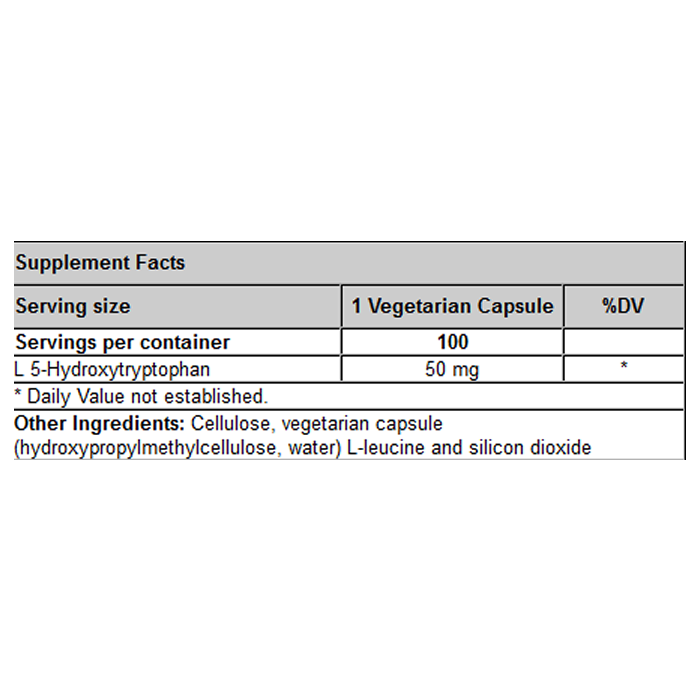 Supplement Facts
Serving size 1 Vegetarian Capsule %DV
Servings per container 100
L 5-Hydroxytryptophan 50 mg *
* Daily Value not established.
Other Ingredients: Cellulose, vegetarian capsule
(hydroxypropylmethylcellulose, water) L-leucine and silicon dioxide